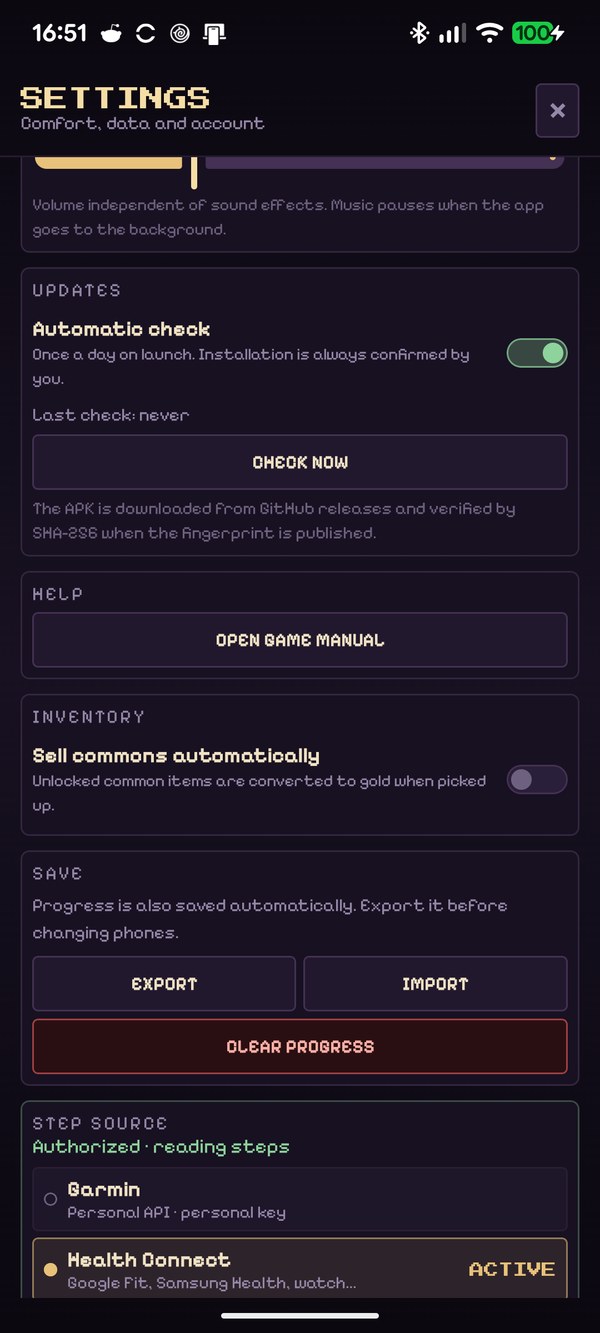 16:51
100
SETTINGS
Comfort, data and account
Volume independent of sound effects. Music pauses when the app
goes to the background.
UPDATES
Automatic check
Once a day on launch. Installation is always confirmed by
you.
Last check: never
CHECK NOW
The APK is downloaded from GitHub releases and verified by
SHA-256 when the fingerprint is published.
HELP
OPEN GAME MANUAL
INVENTORY
Sell commons automatically
Unlocked common items are converted to gold when picked
up.
SAVE
Progress is also saved automatically. Export it before
changing phones.
EXPORT
IMPORT
CLEAR PROGRESS
STEP SOURCE
Authorized · reading steps
Garmin
Personal API · personal key
Health Connect
Google Fit, Samsung Health, watch...
ACTIVE